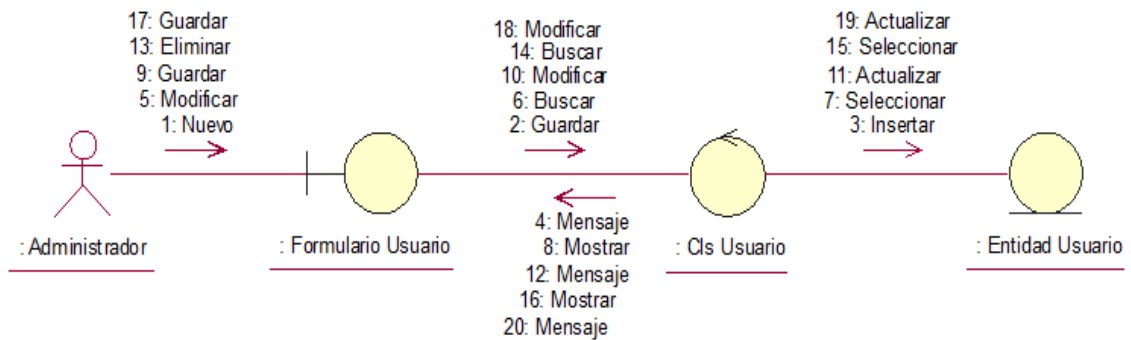 17: Guardar
13: Eliminar
9: Guardar
5: Modificar
1: Nuevo
18: Modificar
14: Buscar
10: Modificar
6: Buscar
2: Guardar
19: Actualizar
15: Seleccionar
11: Actualizar
7: Seleccionar
3: Insertar
4: Mensaje
8: Mostrar
12: Mensaje
16: Mostrar
20: Mensaje
: Administrador
: Formulario Usuario
: Cls Usuario
: Entidad Usuario